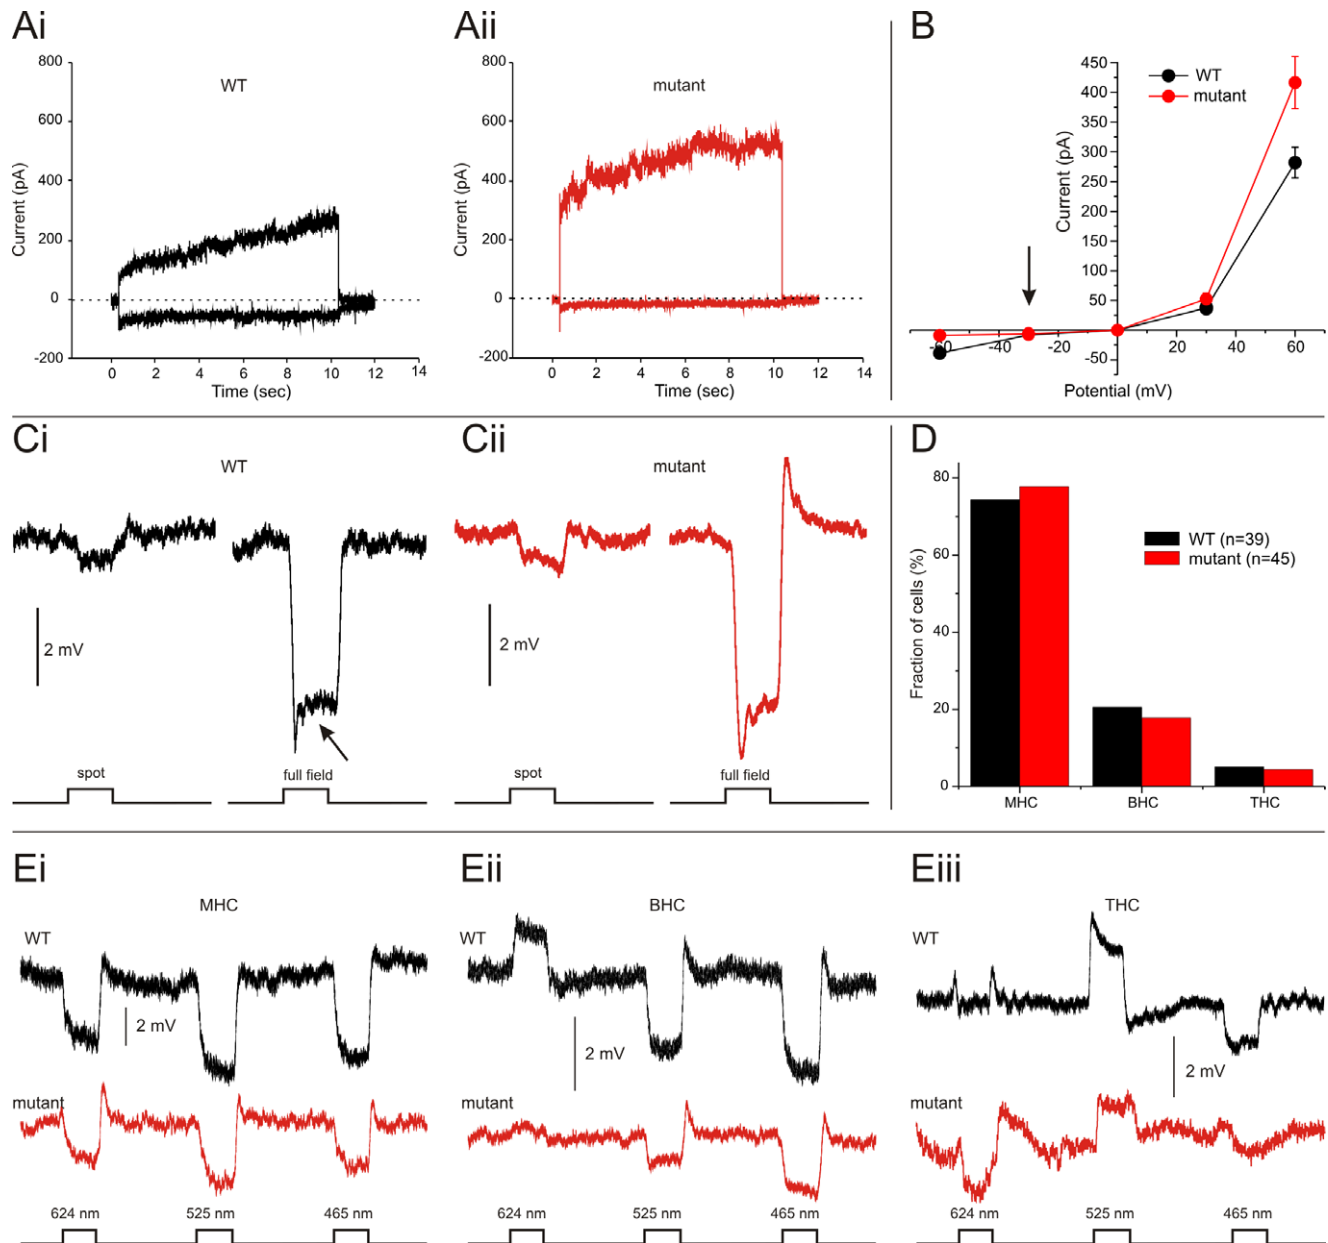 Ai
WT
800
600
400
200
0
-200
Current (pA)
0 2 4 6 8 10 12 14
Time (sec)
Aii
mutant
800
600
400
200
0
-200
Current (pA)
0 2 4 6 8 10 12 14
Time (sec)
B
WT
mutant
450
400
350
300
250
200
150
100
50
-50
Current (pA)
-40 -20 20 40 60
Potential (mV)
Ci
WT
2 mV
spot
full field
Cii
mutant
2 mV
spot
full field
D
80
60
40
20
0
Fraction of cells (%)
WT (n=39)
mutant (n=45)
MHC BHC THC
Ei
MHC
WT
2 mV
mutant
624 nm 525 nm 465 nm
Eii
BHC
WT
2 mV
mutant
624 nm 525 nm 465 nm
Eiii
THC
WT
2 mV
mutant
624 nm 525 nm 465 nm